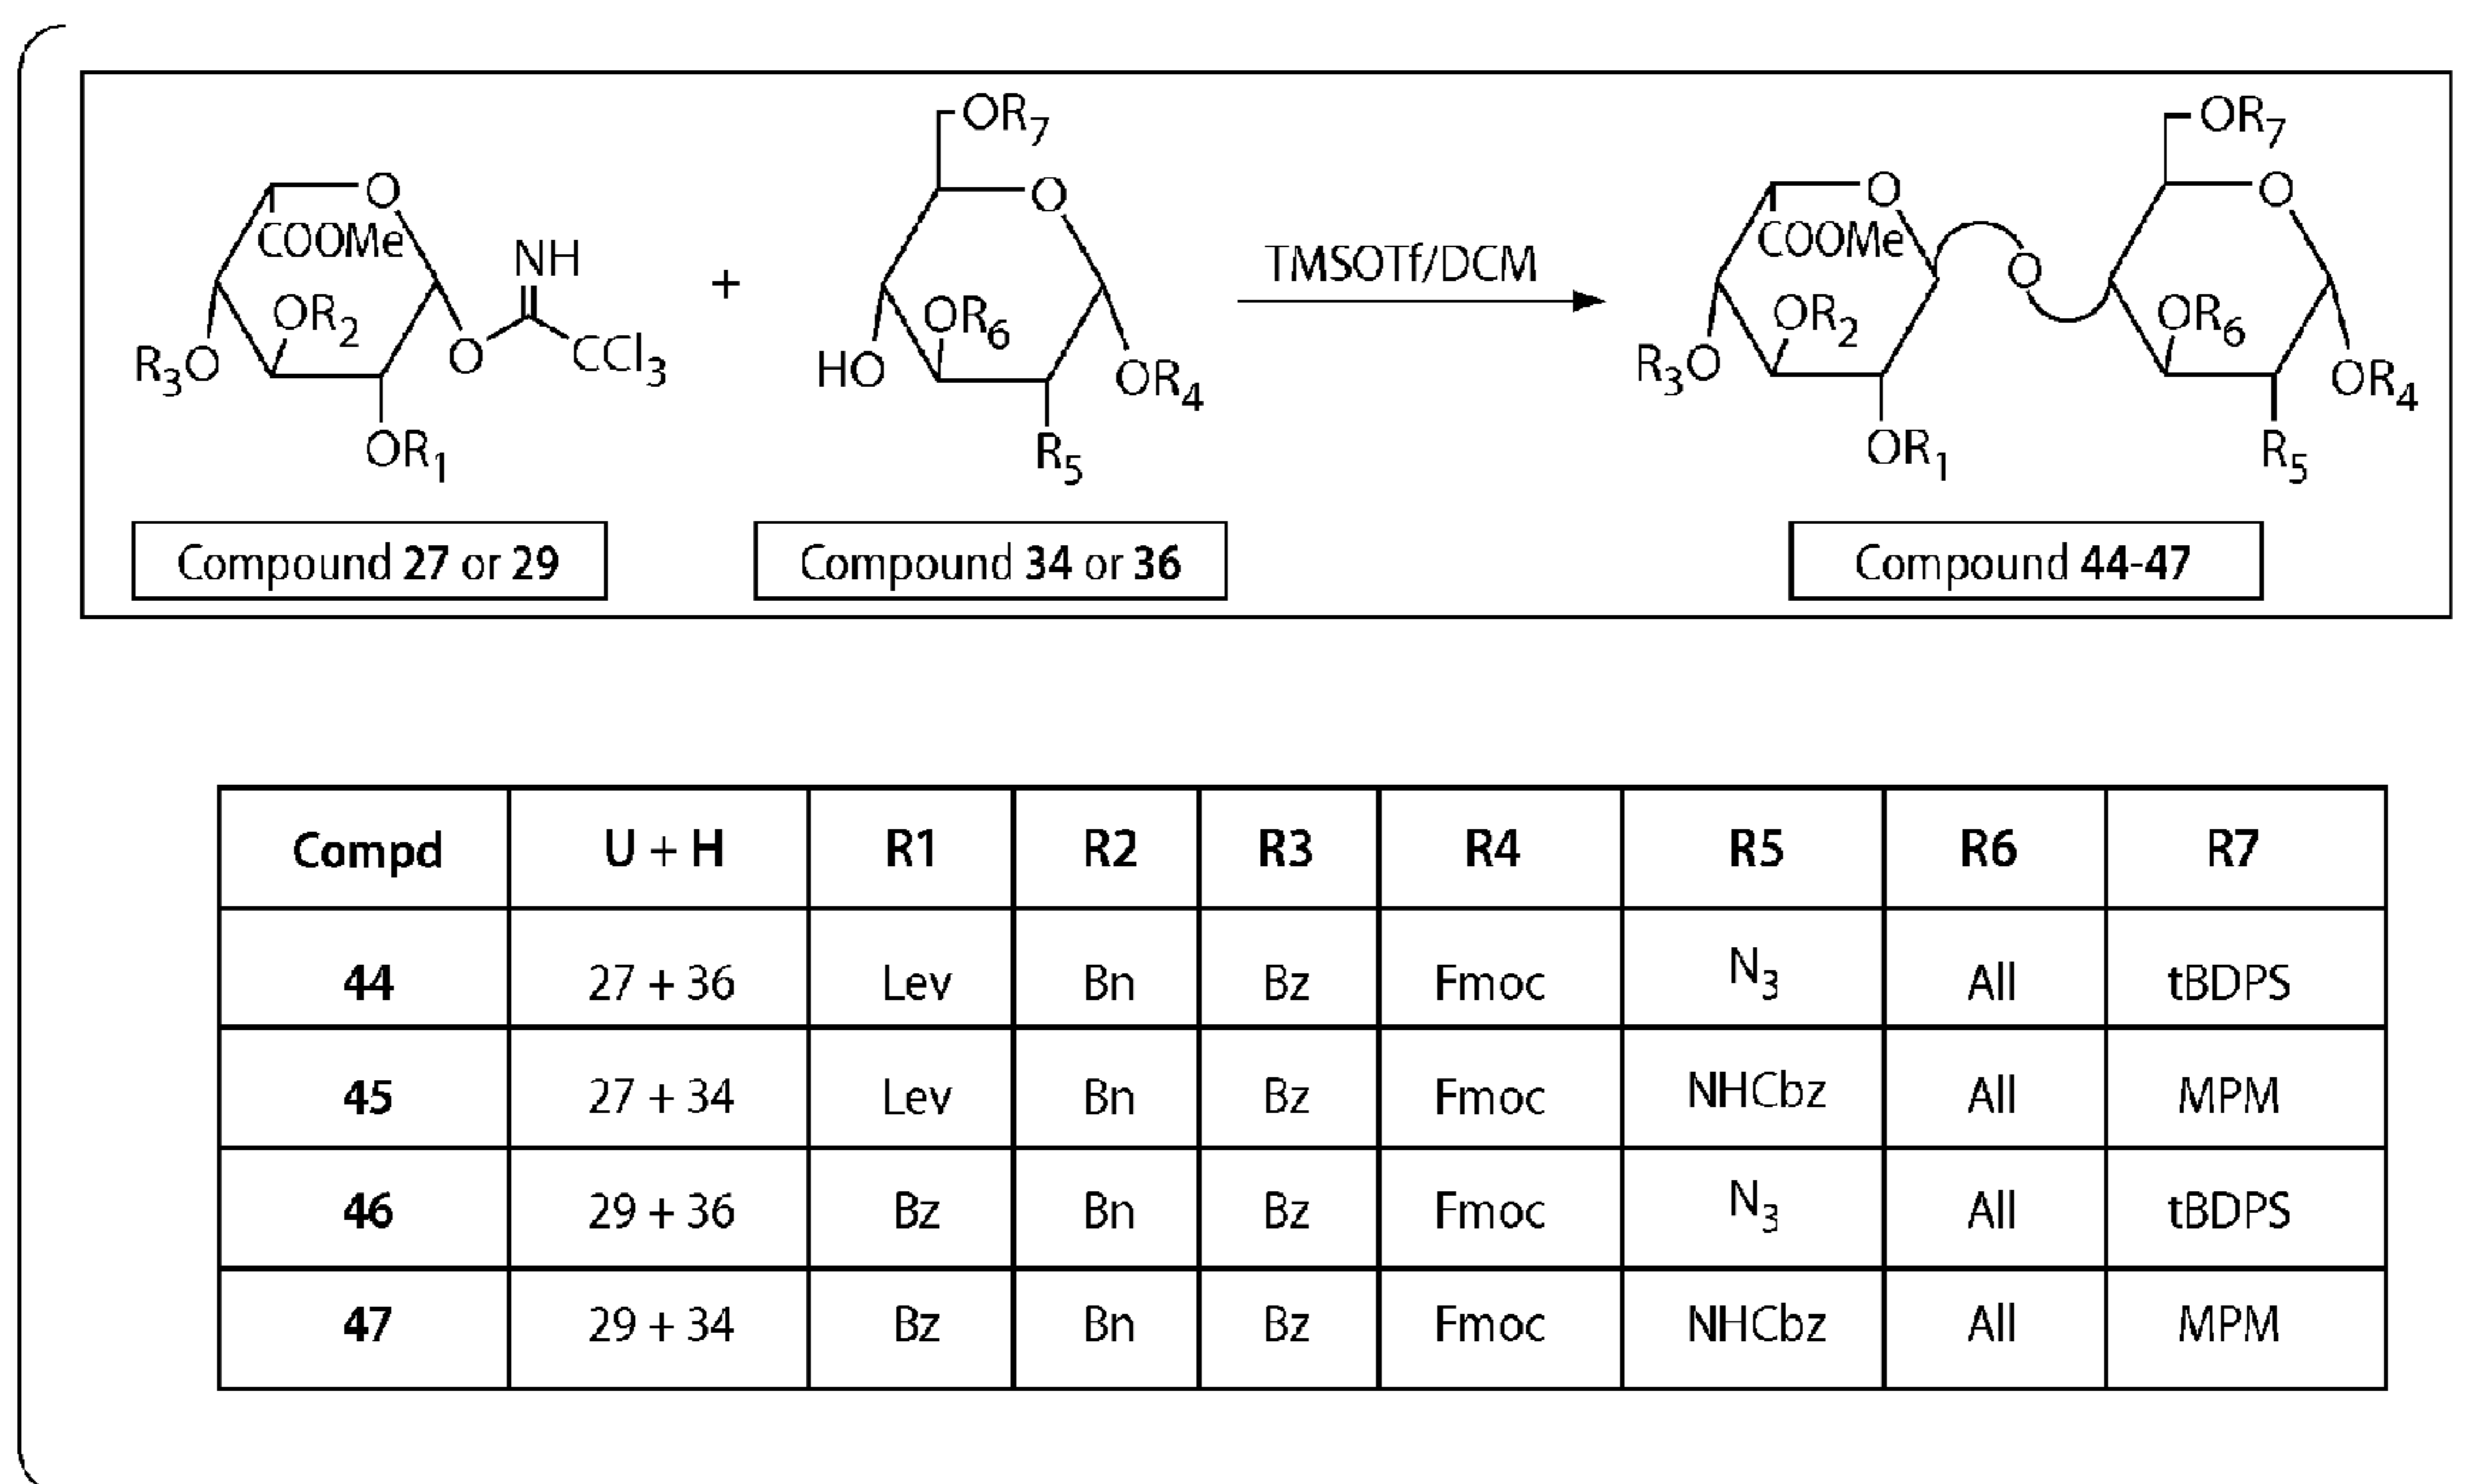 OR7 OR7
O O O O
COOMe NH COOMe
+ TMSOTf/DCM O
OR2 OR6 OR2 OR6
R3O O CCl3 HO OR4 R3O OR4
OR1 R5 OR1 R5
Compound 27 or 29 Compound 34 or 36 Compound 44-47
Compd U + H R1 R2 R3 R4 R5 R6 R7
44 27 + 36 Lev Bn Bz Fmoc N3 All tBDPS
45 27 + 34 Lev Bn Bz Fmoc NHCbz All MPM
46 29 + 36 Bz Bn Bz Fmoc N3 All tBDPS
47 29 + 34 Bz Bn Bz Fmoc NHCbz All MPM